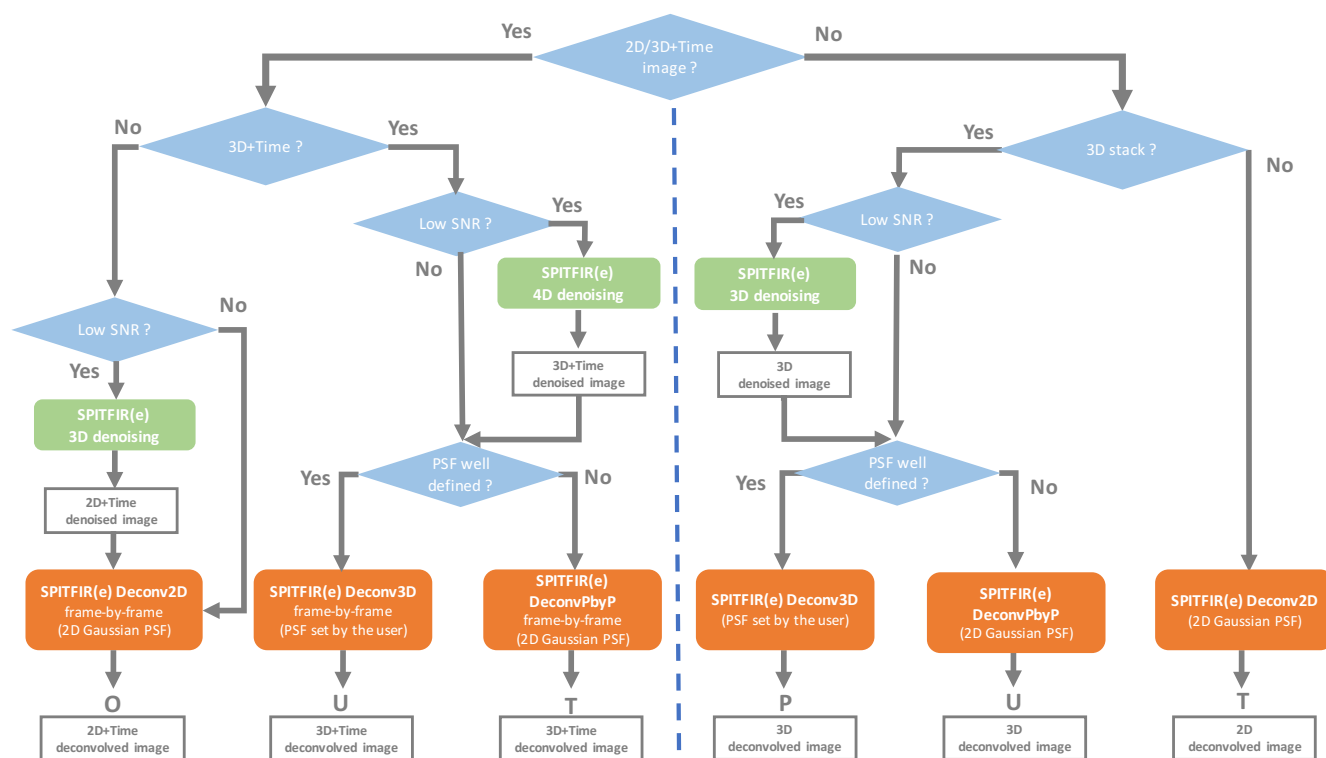 Yes
2D/3D+Time
image ?
No
No
3D+Time ?
Yes
Yes
3D stack ?
No
Low SNR ?
Yes
No
SPITFIR(e)
4D denoising
3D+Time
denoised image
Yes
Low SNR ?
No
SPITFIR(e)
3D denoising
3D
denoised image
Low SNR ?
No
Yes
SPITFIR(e)
3D denoising
2D+Time
denoised image
Yes
PSF well
defined ?
No
Yes
PSF well
defined ?
No
SPITFIR(e) Deconv2D
frame-by-frame
(2D Gaussian PSF)
SPITFIR(e) Deconv3D
frame-by-frame
(PSF set by the user)
SPITFIR(e)
DeconvPbyP
frame-by-frame
(2D Gaussian PSF)
SPITFIR(e) Deconv3D
(PSF set by the user)
SPITFIR(e)
DeconvPbyP
(2D Gaussian PSF)
SPITFIR(e) Deconv2D
(2D Gaussian PSF)
O U T P U T
2D+Time
deconvolved image
3D+Time
deconvolved image
3D+Time
deconvolved image
3D
deconvolved image
3D
deconvolved image
2D
deconvolved image